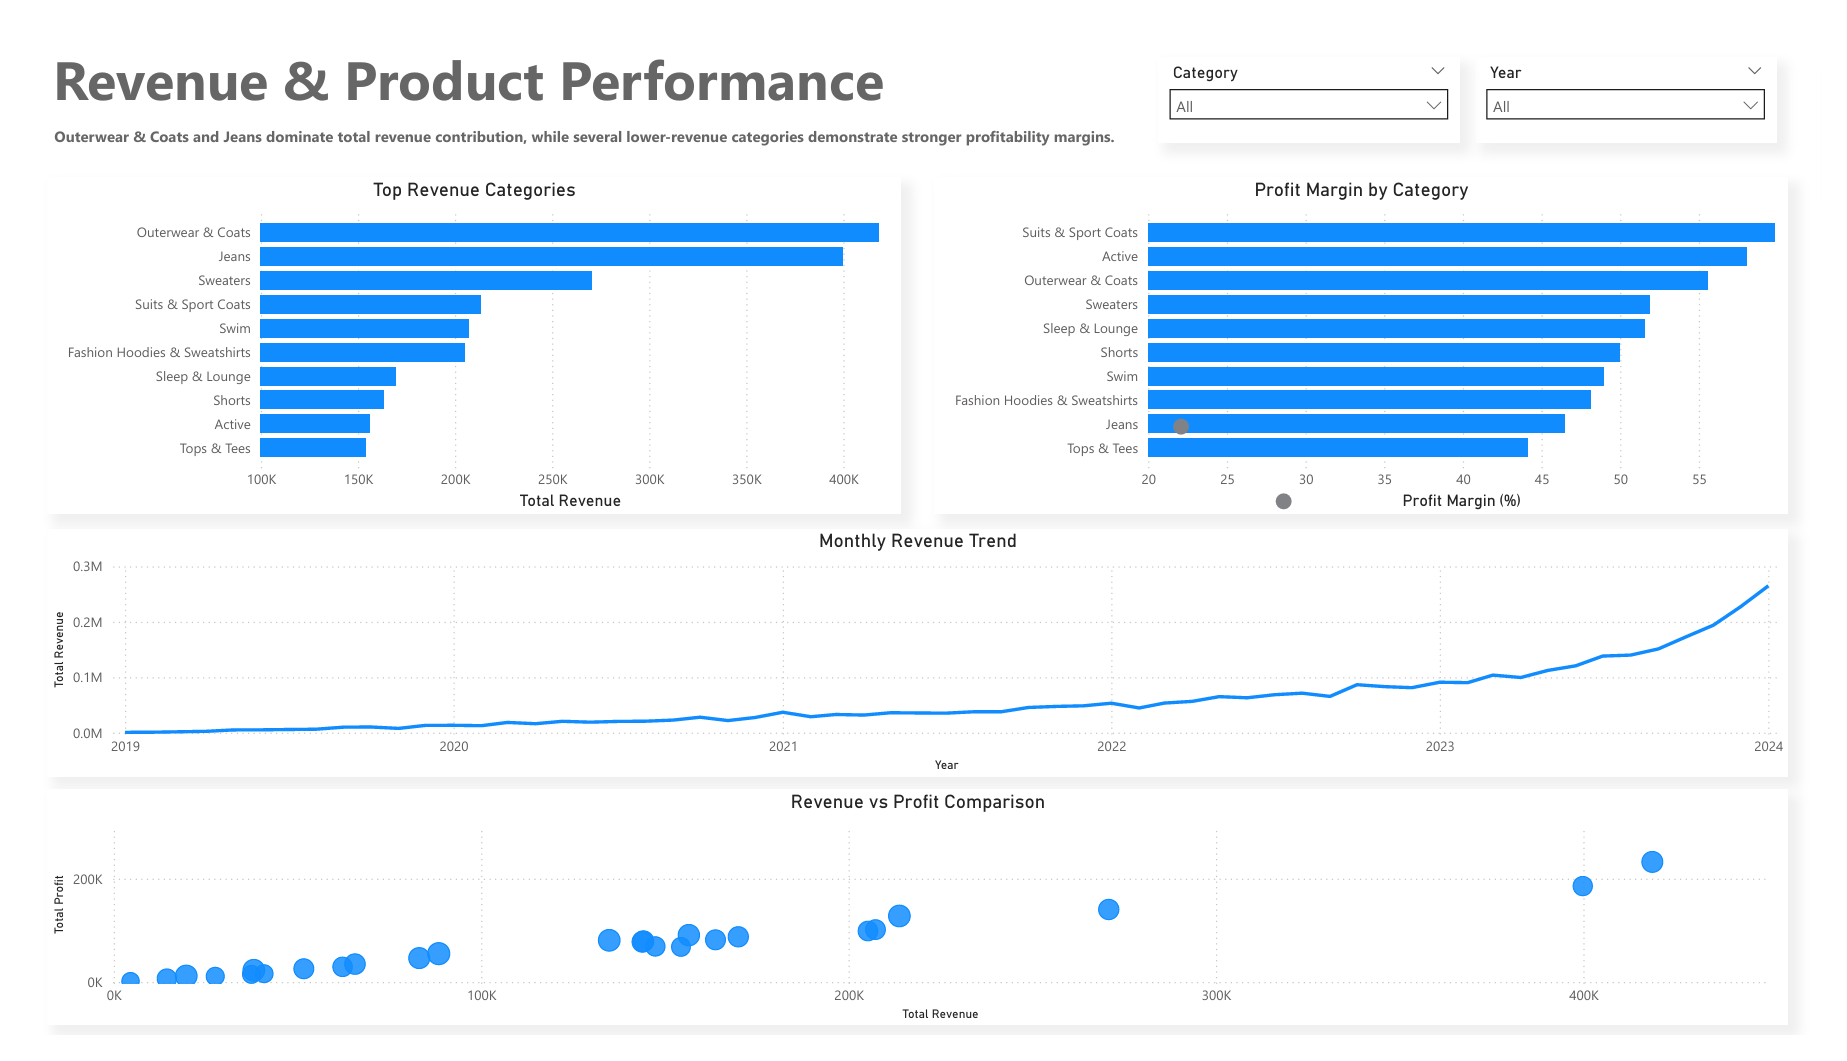 Revenue & Product Performance
Outerwear & Coats and Jeans dominate total revenue contribution, while several lower-revenue categories demonstrate stronger profitability margins.
Category
All
Year
All
Top Revenue Categories
Outerwear & Coats
Jeans
Sweaters
Suits & Sport Coats
Swim
Fashion Hoodies & Sweatshirts
Sleep & Lounge
Shorts
Active
Tops & Tees
100K 150K 200K 250K 300K 350K 400K
Total Revenue
Profit Margin by Category
Suits & Sport Coats
Active
Outerwear & Coats
Sweaters
Sleep & Lounge
Shorts
Swim
Fashion Hoodies & Sweatshirts
Jeans
Tops & Tees
20 25 30 35 40 45 50 55
Profit Margin (%)
Monthly Revenue Trend
Total Revenue
0.3M
0.2M
0.1M
0.0M
2019 2020 2021 2022 2023 2024
Year
Revenue vs Profit Comparison
Total Profit
200K
0K
0K 100K 200K 300K 400K
Total Revenue